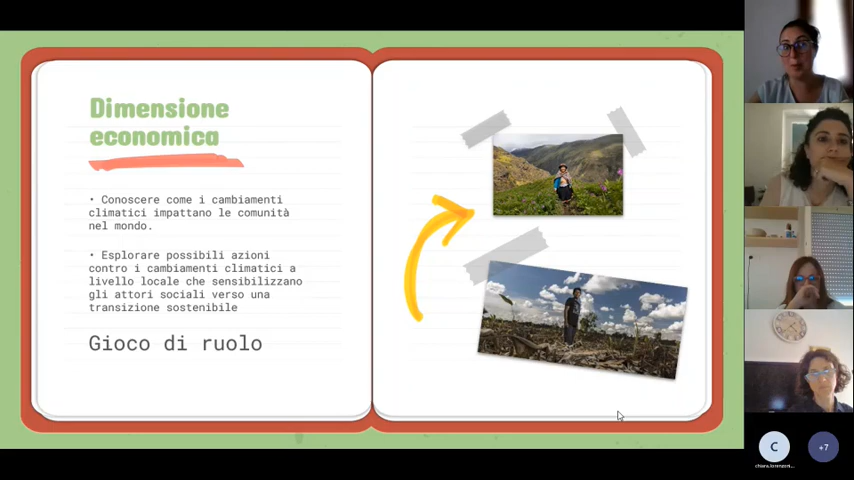 Dimensione
economica
• Conoscere come i cambiamenti
climatici impattano le comunità
nel mondo.
• Esplorare possibili azioni
contro i cambiamenti climatici a
livello locale che sensibilizzano
gli attori sociali verso una
transizione sostenibile
Gioco di ruolo
C
+7